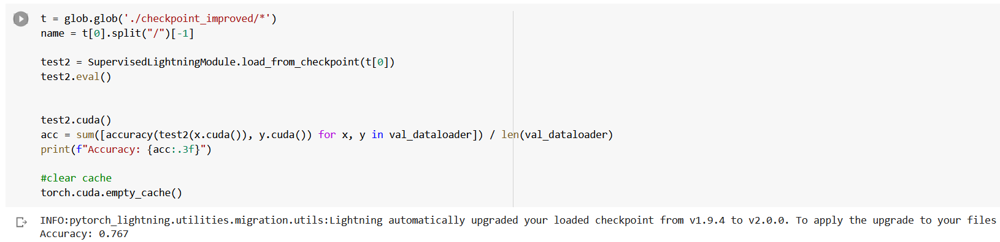 t = glob.glob('./checkpoint_improved/*')
name = t[0].split("/")[-1]
test2 = SupervisedLightningModule.load_from_checkpoint(t[0])
test2.eval()
test2.cuda()
acc = sum([accuracy(test2(x.cuda()), y.cuda()) for x, y in val_dataloader]) / len(val_dataloader)
print(f"Accuracy: {acc:.3f}")
#clear cache
torch.cuda.empty_cache()
INFO:pytorch_lightning.utilities.migration.utils:Lightning automatically upgraded your loaded checkpoint from v1.9.4 to v2.0.0. To apply the upgrade to your files
Accuracy: 0.767